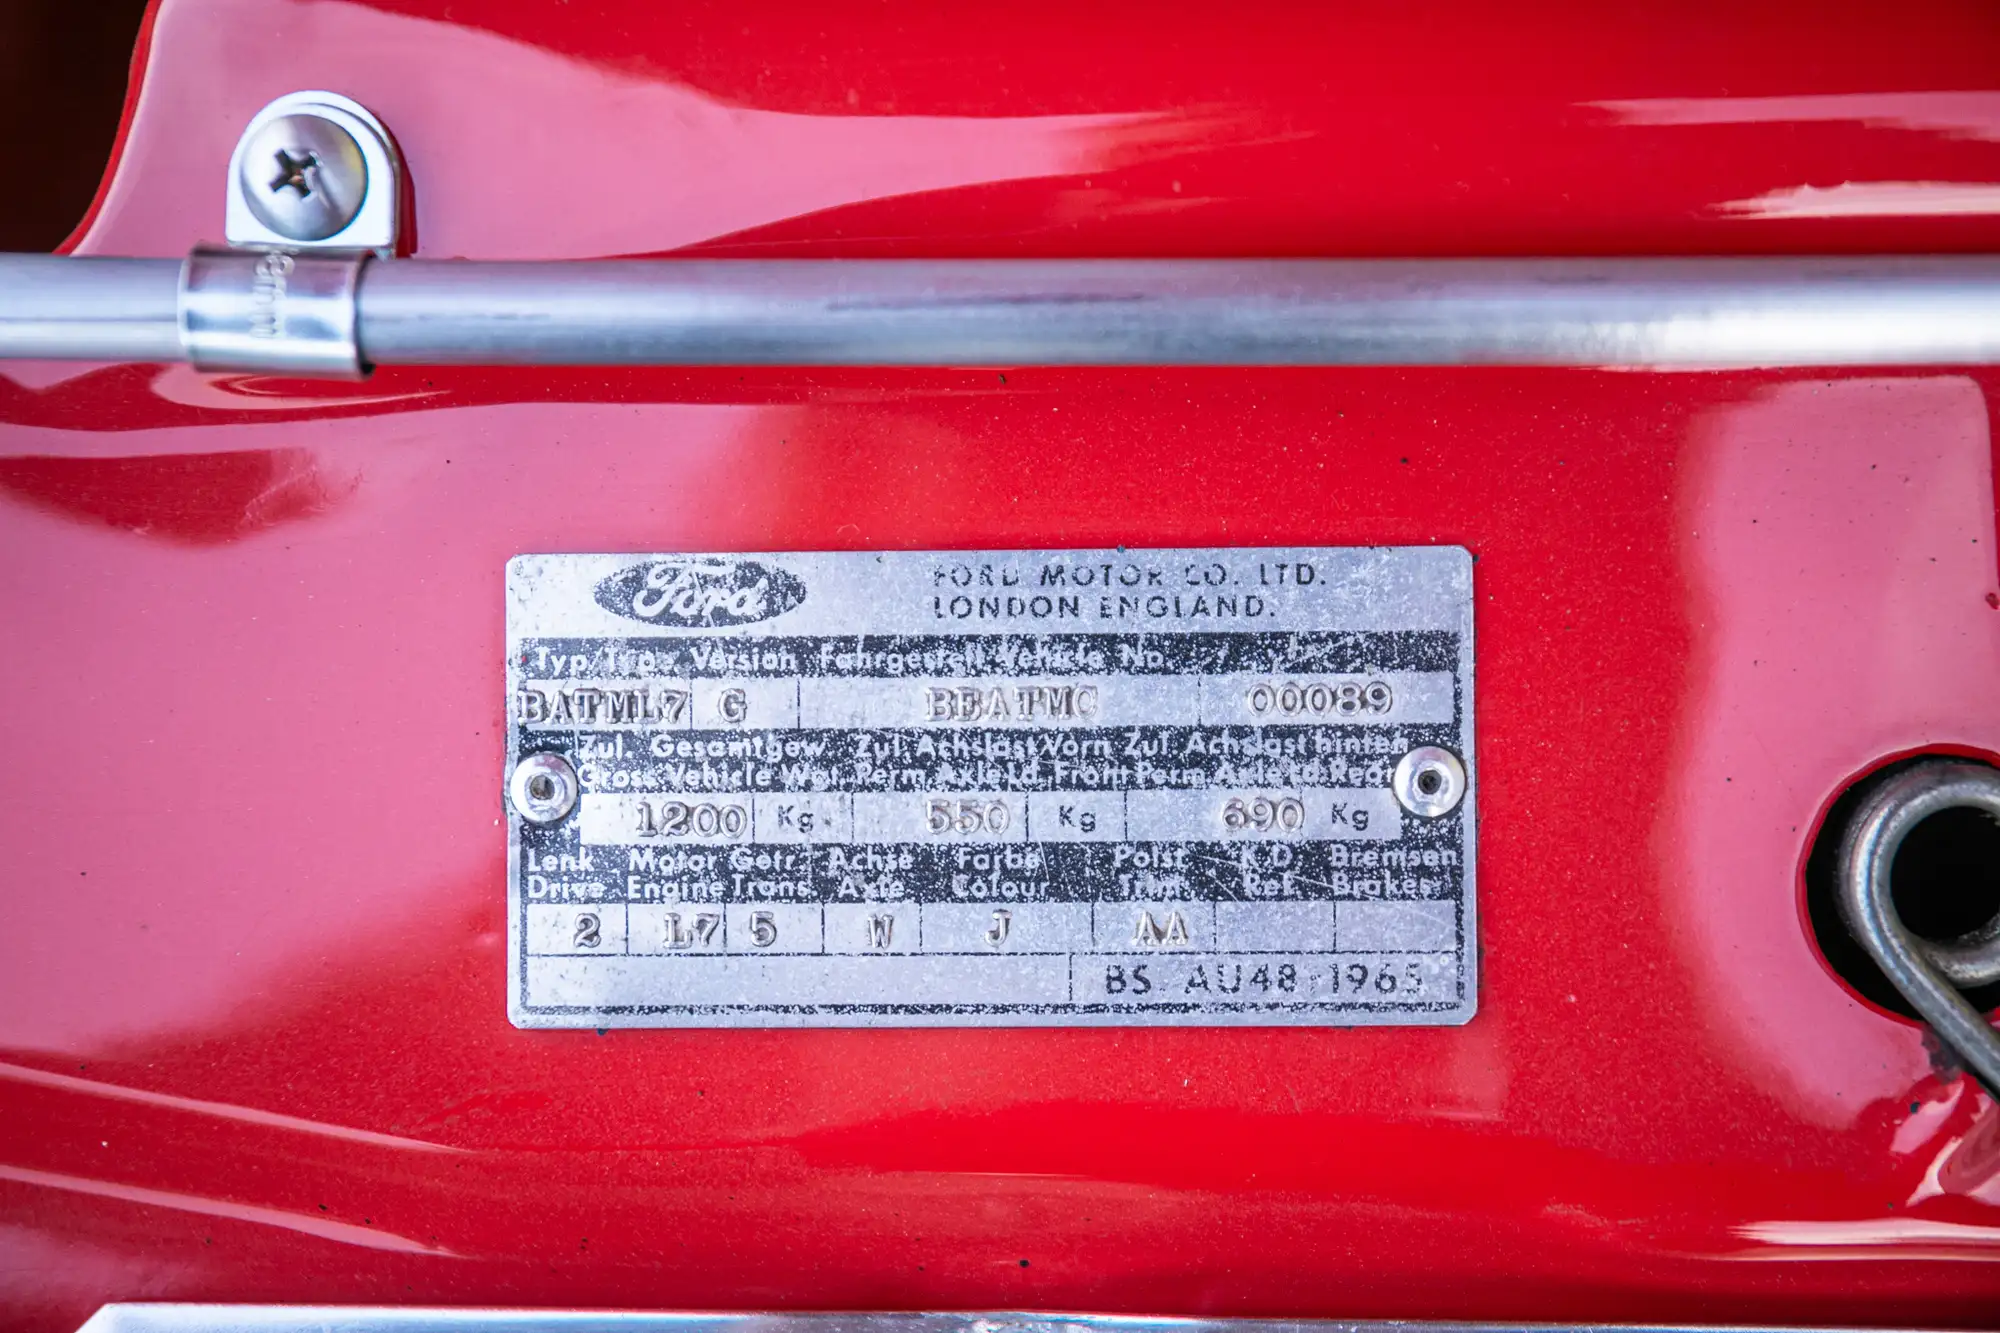 Ford
FORD MOTOR CO. LTD.
LONDON ENGLAND.
Typ/Type Version Fahrgestell/Vehicle No.
BATML7 G BEATMC 00089
Zul. Gesamtgew. Zul. Achslast Vorn Zul. Achslast hinten
Gross Vehicle Wgt. Perm Axle Ld. Front Perm Axle Ld. Rear
1200 Kg. 550 Kg 690 Kg
Lenk Motor Getr. Achse Farbe Polst. K.D. Bremsen
Drive Engine Trans. Axle Colour Trim. Ref. Brakes
2 L7 5 W J AA
BS. AU48:1965